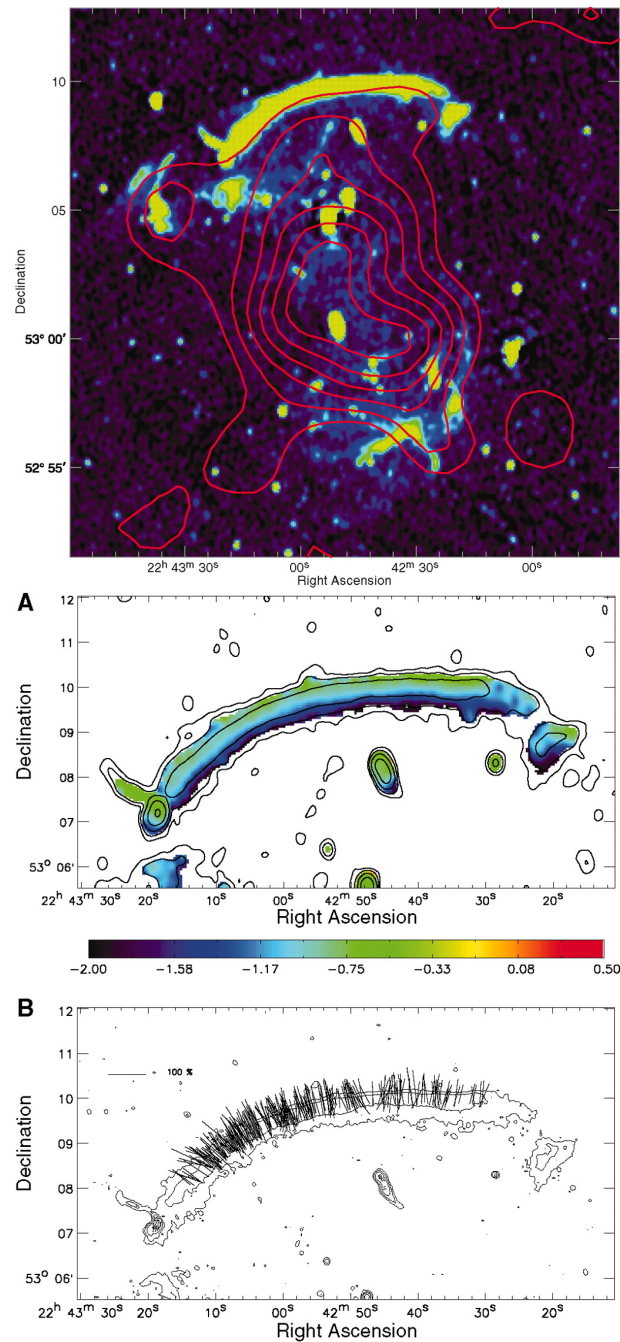 10
05
53° 00′
52° 55′
Declination
22ʰ 43ᵐ 30ˢ 00ˢ 42ᵐ 30ˢ 00ˢ
Right Ascension
A
12
11
10
09
08
07
53° 06'
Declination
22ʰ 43ᵐ 30ˢ 20ˢ 10ˢ 00ˢ 42ᵐ 50ˢ 40ˢ 30ˢ 20ˢ
Right Ascension
−2.00 −1.58 −1.17 −0.75 −0.33 0.08 0.50
B
12
11
100 %
10
09
08
07
53° 06'
Declination
22ʰ 43ᵐ 30ˢ 20ˢ 10ˢ 00ˢ 42ᵐ 50ˢ 40ˢ 30ˢ 20ˢ
Right Ascension